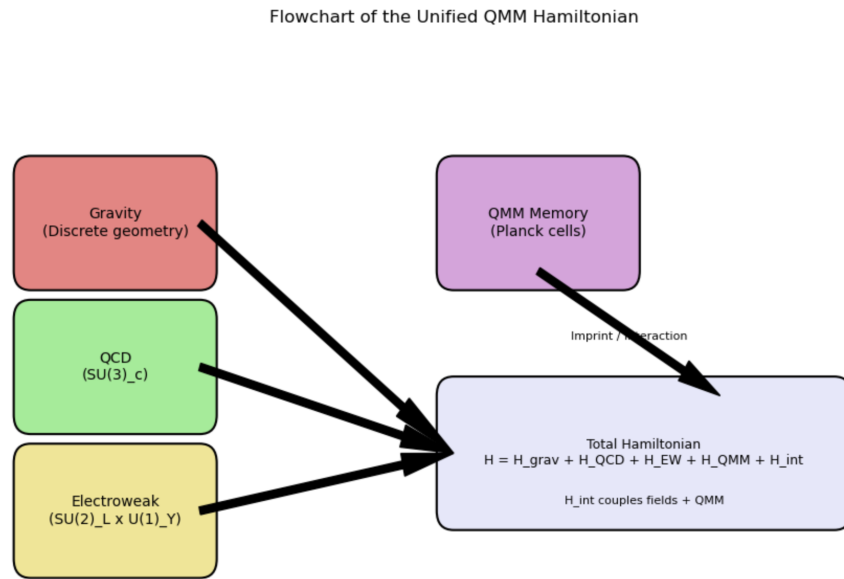 Flowchart of the Unified QMM Hamiltonian
Gravity
(Discrete geometry)
QMM Memory
(Planck cells)
Imprint / interaction
QCD
(SU(3)_c)
Total Hamiltonian
H = H_grav + H_QCD + H_EW + H_QMM + H_int
H_int couples fields + QMM
Electroweak
(SU(2)_L x U(1)_Y)